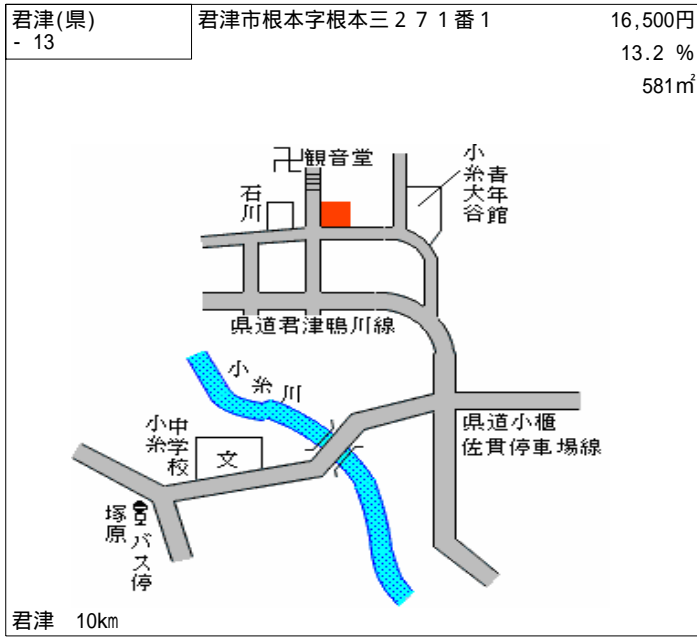 君津(県)
- 13
君津市根本字根本三２７１番１
16,500円
13.2 %
581㎡
観音堂
石川
小糸大谷
青年館
県道君津鴨川線
小糸川
小糸
中学校
文
県道小櫃
佐貫停車場線
塚原
バス停
君津 10km